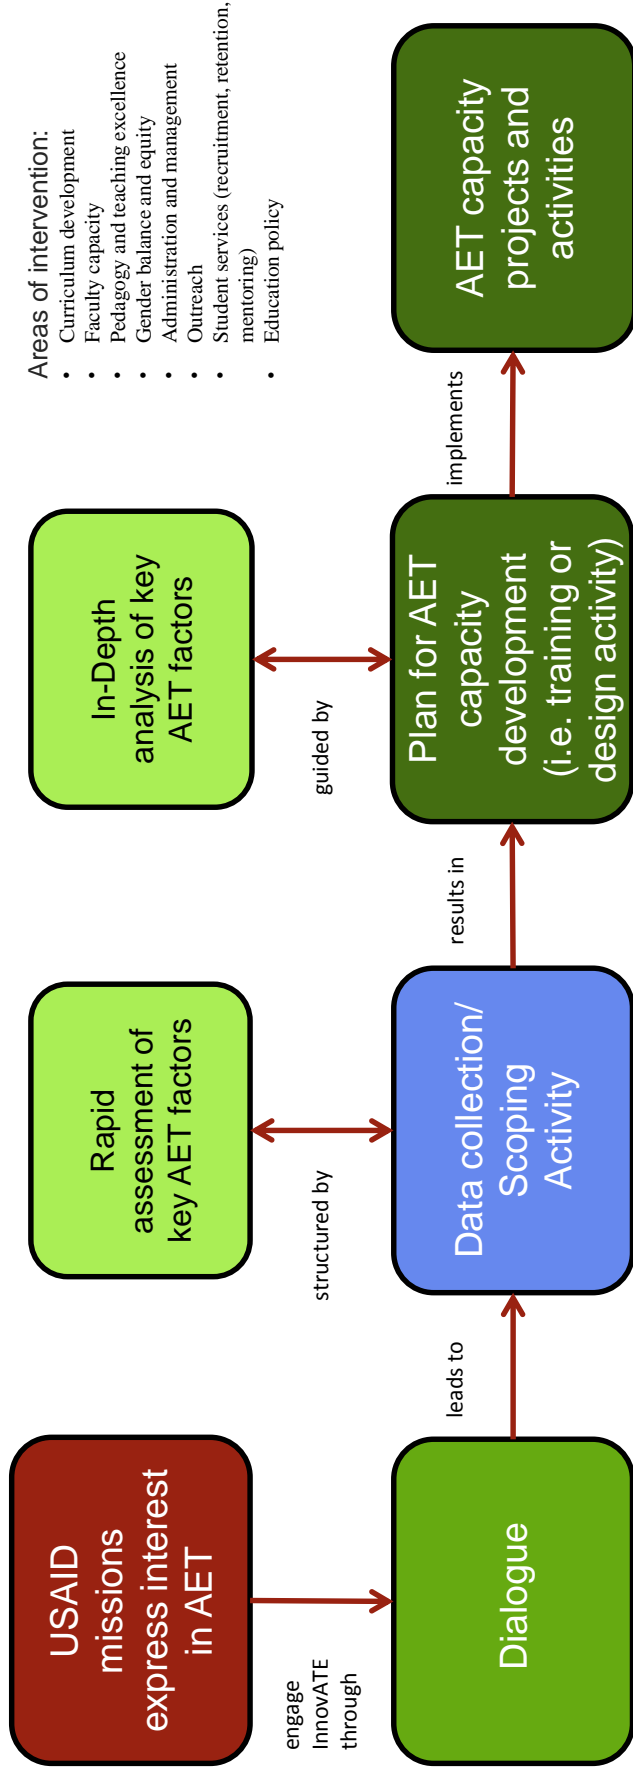 USAID
missions
express interest
in AET
engage
InnovATE
through
Dialogue
leads to
Rapid
assessment of
key AET factors
structured by
Data collection/
Scoping
Activity
results in
In-Depth
analysis of key
AET factors
guided by
Plan for AET
capacity
development
(i.e. training or
design activity)
implements
Areas of intervention:
• Curriculum development
• Faculty capacity
• Pedagogy and teaching excellence
• Gender balance and equity
• Administration and management
• Outreach
• Student services (recruitment, retention,
mentoring)
• Education policy
AET capacity
projects and
activities